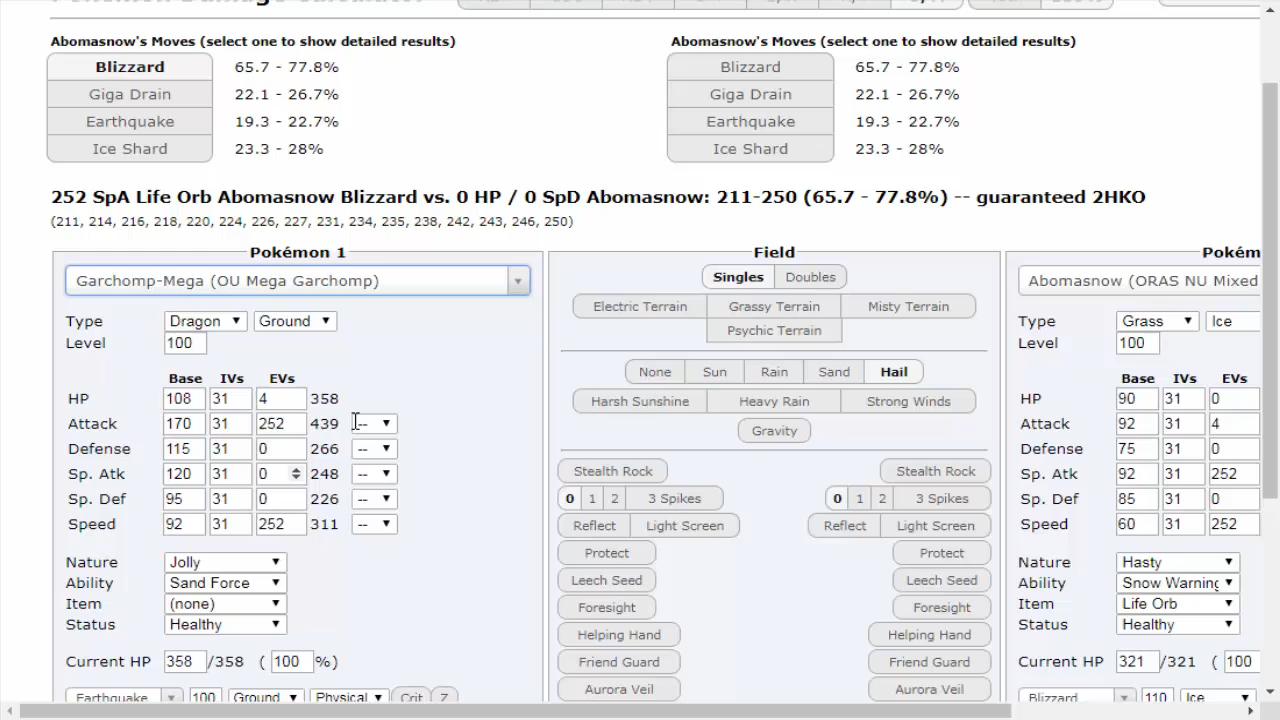 Abomasnow's Moves (select one to show detailed results) Abomasnow's Moves (select one to show detailed results)
Blizzard 65.7 - 77.8% Blizzard 65.7 - 77.8%
Giga Drain 22.1 - 26.7% Giga Drain 22.1 - 26.7%
Earthquake 19.3 - 22.7% Earthquake 19.3 - 22.7%
Ice Shard 23.3 - 28% Ice Shard 23.3 - 28%
252 SpA Life Orb Abomasnow Blizzard vs. 0 HP / 0 SpD Abomasnow: 211-250 (65.7 - 77.8%) -- guaranteed 2HKO
(211, 214, 216, 218, 220, 224, 226, 227, 231, 234, 235, 238, 242, 243, 246, 250)
Pokémon 1
Garchomp-Mega (OU Mega Garchomp)
Type Dragon Ground
Level 100
Base IVs EVs
HP 108 31 4 358
Attack 170 31 252 439 --
Defense 115 31 0 266 --
Sp. Atk 120 31 0 248 --
Sp. Def 95 31 0 226 --
Speed 92 31 252 311 --
Nature Jolly
Ability Sand Force
Item (none)
Status Healthy
Current HP 358 /358 ( 100 %)
Earthquake 100 Ground Physical Crit Z
Field
Singles Doubles
Electric Terrain Grassy Terrain Misty Terrain
Psychic Terrain
None Sun Rain Sand Hail
Harsh Sunshine Heavy Rain Strong Winds
Gravity
Stealth Rock Stealth Rock
0 1 2 3 Spikes 0 1 2 3 Spikes
Reflect Light Screen Reflect Light Screen
Protect Protect
Leech Seed Leech Seed
Foresight Foresight
Helping Hand Helping Hand
Friend Guard Friend Guard
Aurora Veil Aurora Veil
Pokém
Abomasnow (ORAS NU Mixed
Type Grass Ice
Level 100
Base IVs EVs
HP 90 31 0
Attack 92 31 4
Defense 75 31 0
Sp. Atk 92 31 252
Sp. Def 85 31 0
Speed 60 31 252
Nature Hasty
Ability Snow Warning
Item Life Orb
Status Healthy
Current HP 321 /321 ( 100
Blizzard 110 Ice